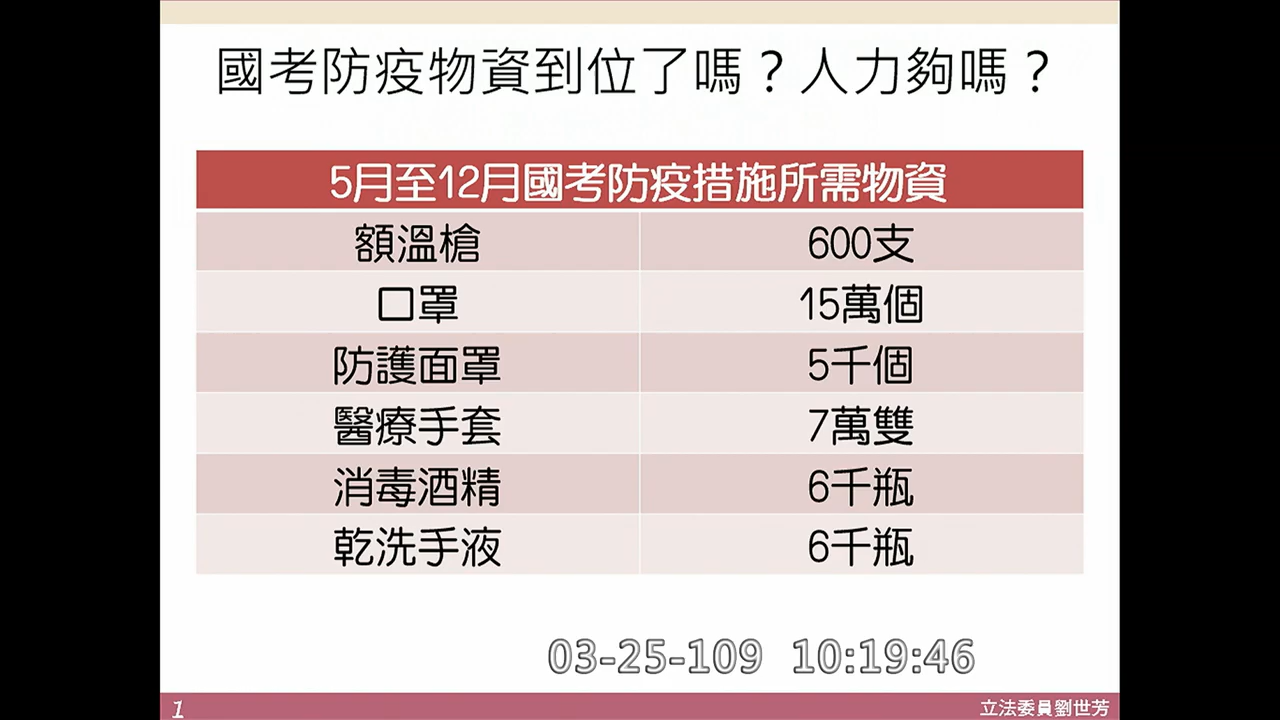 國考防疫物資到位了嗎？人力夠嗎？
5月至12月國考防疫措施所需物資
額溫槍 600支
口罩 15萬個
防護面罩 5千個
醫療手套 7萬雙
消毒酒精 6千瓶
乾洗手液 6千瓶
03-25-109 10:19:46
1 立法委員劉世芳